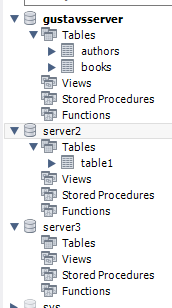 gustavsserver
Tables
authors
books
Views
Stored Procedures
Functions
server2
Tables
table1
Views
Stored Procedures
Functions
server3
Tables
Views
Stored Procedures
Functions